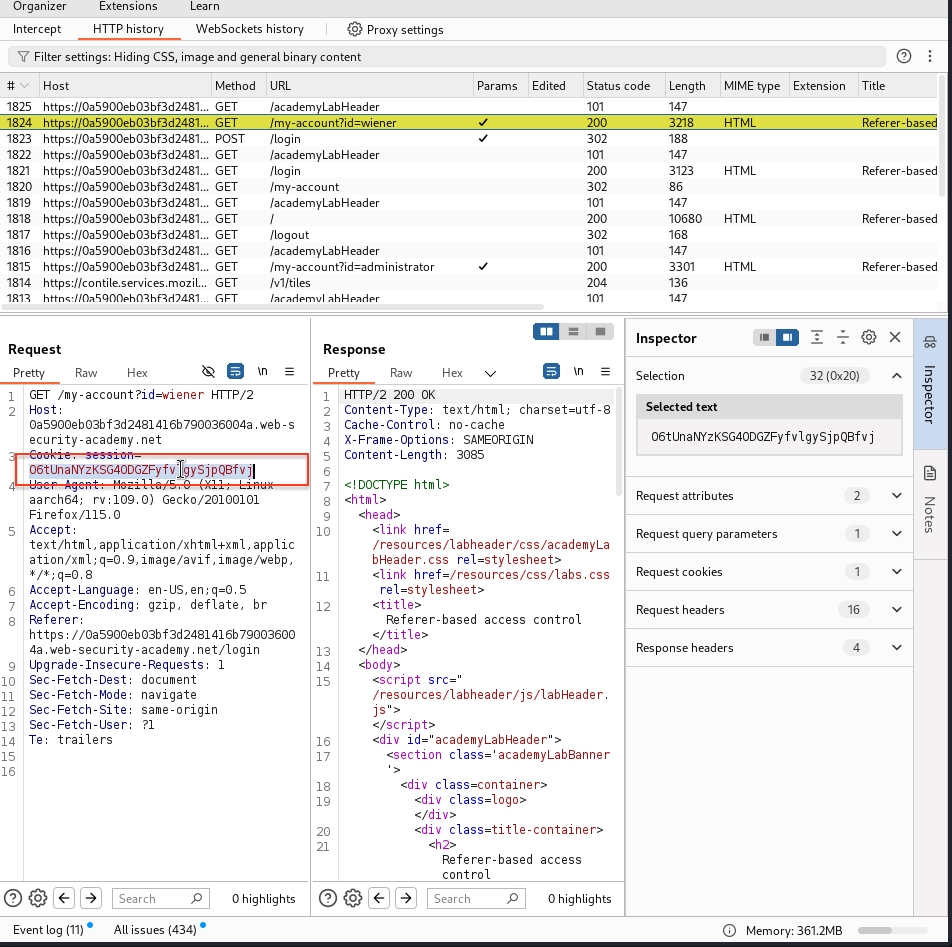 Organizer Extensions Learn
Intercept HTTP history WebSockets history Proxy settings
Filter settings: Hiding CSS, image and general binary content
# Host Method URL Params Edited Status code Length MIME type Extension Title
1825 https://0a5900eb03bf3d2481... GET /academyLabHeader 101 147
1824 https://0a5900eb03bf3d2481... GET /my-account?id=wiener ✓ 200 3218 HTML Referer-based
1823 https://0a5900eb03bf3d2481... POST /login ✓ 302 188
1822 https://0a5900eb03bf3d2481... GET /academyLabHeader 101 147
1821 https://0a5900eb03bf3d2481... GET /login 200 3123 HTML Referer-based
1820 https://0a5900eb03bf3d2481... GET /my-account 302 86
1819 https://0a5900eb03bf3d2481... GET /academyLabHeader 101 147
1818 https://0a5900eb03bf3d2481... GET / 200 10680 HTML Referer-based
1817 https://0a5900eb03bf3d2481... GET /logout 302 168
1816 https://0a5900eb03bf3d2481... GET /academyLabHeader 101 147
1815 https://0a5900eb03bf3d2481... GET /my-account?id=administrator ✓ 200 3301 HTML Referer-based
1814 https://contile.services.mozil... GET /v1/tiles 204 136
1813 https://0a5900eb03bf3d2481... GET /academyLabHeader 101 147
Request
Pretty Raw Hex \n
1 GET /my-account?id=wiener HTTP/2
2 Host:
0a5900eb03bf3d2481416b790036004a.web-s
ecurity-academy.net
3 Cookie: session=
O6tUnaNYzKSG4ODGZFyfvlgySjpQBfvj
4 User-Agent: Mozilla/5.0 (X11; Linux
aarch64; rv:109.0) Gecko/20100101
Firefox/115.0
5 Accept:
text/html,application/xhtml+xml,applic
ation/xml;q=0.9,image/avif,image/webp,
*/*;q=0.8
6 Accept-Language: en-US,en;q=0.5
7 Accept-Encoding: gzip, deflate, br
8 Referer:
https://0a5900eb03bf3d2481416b79003600
4a.web-security-academy.net/login
9 Upgrade-Insecure-Requests: 1
10 Sec-Fetch-Dest: document
11 Sec-Fetch-Mode: navigate
12 Sec-Fetch-Site: same-origin
13 Sec-Fetch-User: ?1
14 Te: trailers
15
16
Search 0 highlights
Response
Pretty Raw Hex \n
1 HTTP/2 200 OK
2 Content-Type: text/html; charset=utf-8
3 Cache-Control: no-cache
4 X-Frame-Options: SAMEORIGIN
5 Content-Length: 3085
6
7 <!DOCTYPE html>
8 <html>
9 <head>
10 <link href=
/resources/labheader/css/academyLa
bHeader.css rel=stylesheet>
11 <link href=/resources/css/labs.css
rel=stylesheet>
12 <title>
Referer-based access control
</title>
13 </head>
14 <body>
15 <script src="
/resources/labheader/js/labHeader.
js">
</script>
16 <div id="academyLabHeader">
17 <section class='academyLabBanner
'>
18 <div class=container>
19 <div class=logo>
</div>
20 <div class=title-container>
21 <h2>
Referer-based access
control
Search 0 highlights
Inspector
Selection 32 (0x20)
Selected text
O6tUnaNYzKSG4ODGZFyfvlgySjpQBfvj
Request attributes 2
Request query parameters 1
Request cookies 1
Request headers 16
Response headers 4
Inspector
Notes
Event log (11) All issues (434) Memory: 361.2MB